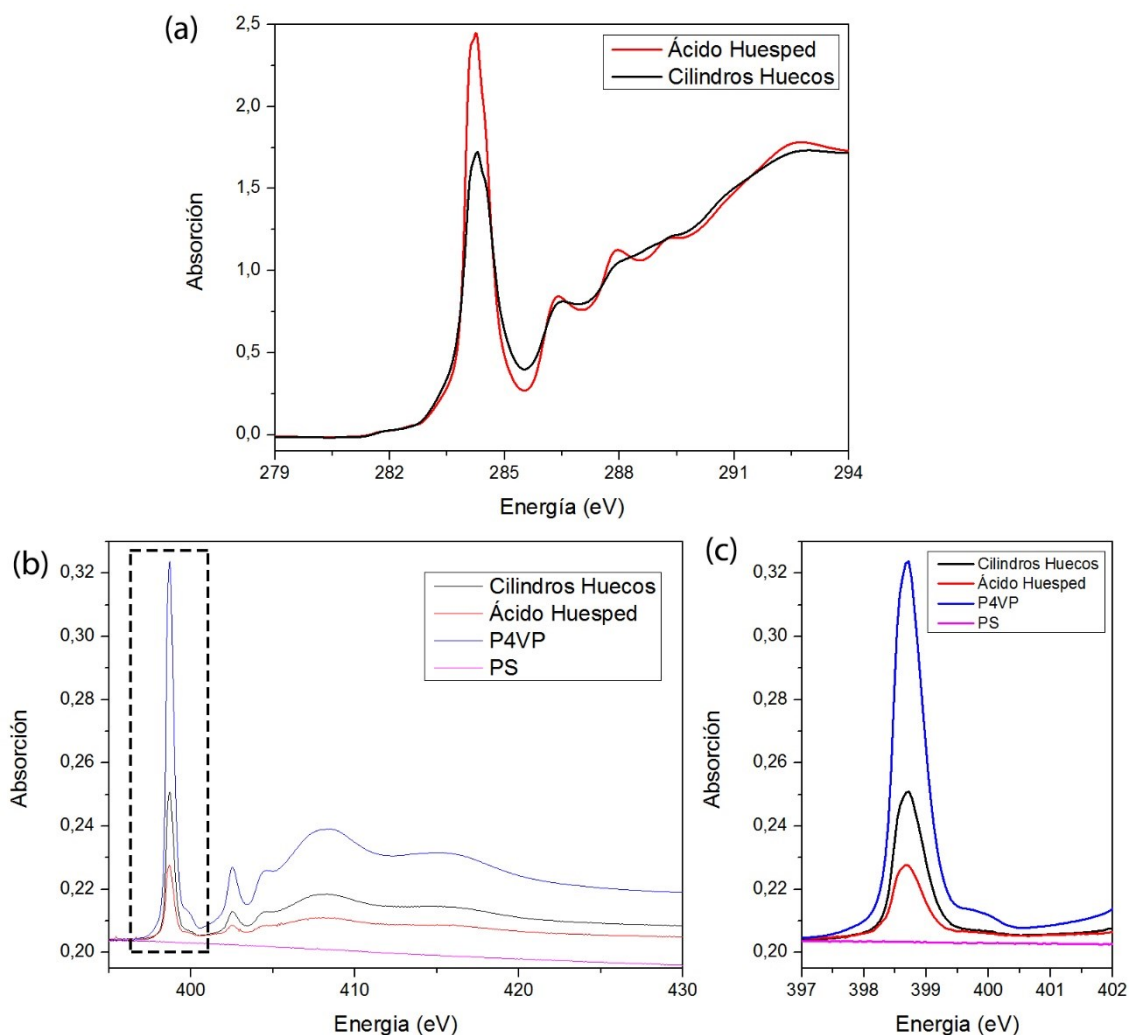 (a)
2,5
2,0
1,5
1,0
0,5
0,0
Absorción
Ácido Huesped
Cilindros Huecos
279 282 285 288 291 294
Energía (eV)
(b)
0,32
0,30
0,28
0,26
0,24
0,22
0,20
Absorción
Cilindros Huecos
Ácido Huesped
P4VP
PS
400 410 420 430
Energia (eV)
(c)
0,32
0,30
0,28
0,26
0,24
0,22
0,20
Absorción
Cilindros Huecos
Ácido Huesped
P4VP
PS
397 398 399 400 401 402
Energia (eV)